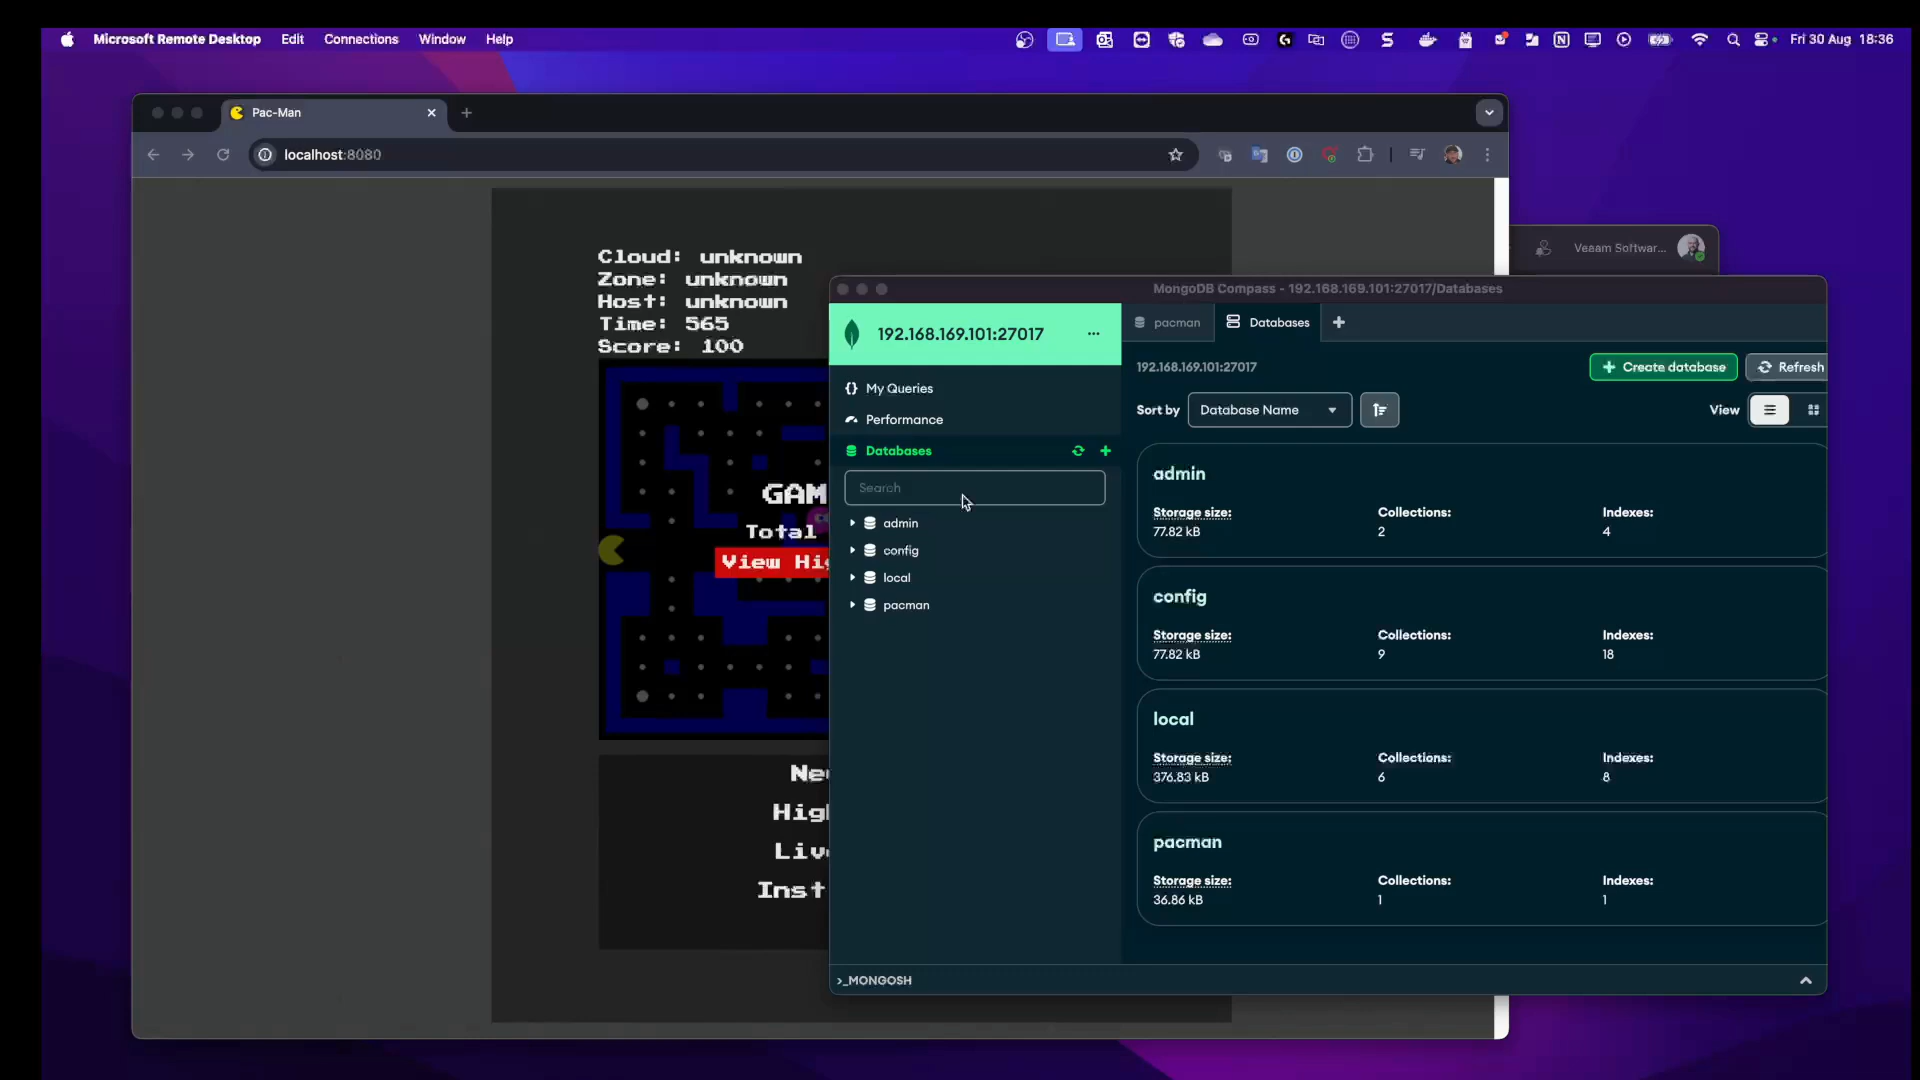 Microsoft Remote Desktop Edit Connections Window Help Fri 30 Aug 18:36
Pac-Man
localhost:8080
Cloud: unknown
Zone: unknown
Host: unknown
Time: 565
Score: 100
GAM
Total
View Hi
Ne
High
Liv
Inst
Veeam Softwar...
MongoDB Compass - 192.168.169.101:27017/Databases
192.168.169.101:27017 ...
My Queries
Performance
Databases
Search
admin
config
local
pacman
pacman Databases
192.168.169.101:27017 Create database Refresh
Sort by Database Name View
admin
Storage size: Collections: Indexes:
77.82 kB 2 4
config
Storage size: Collections: Indexes:
77.82 kB 9 18
local
Storage size: Collections: Indexes:
376.83 kB 6 8
pacman
Storage size: Collections: Indexes:
36.86 kB 1 1
>_MONGOSH